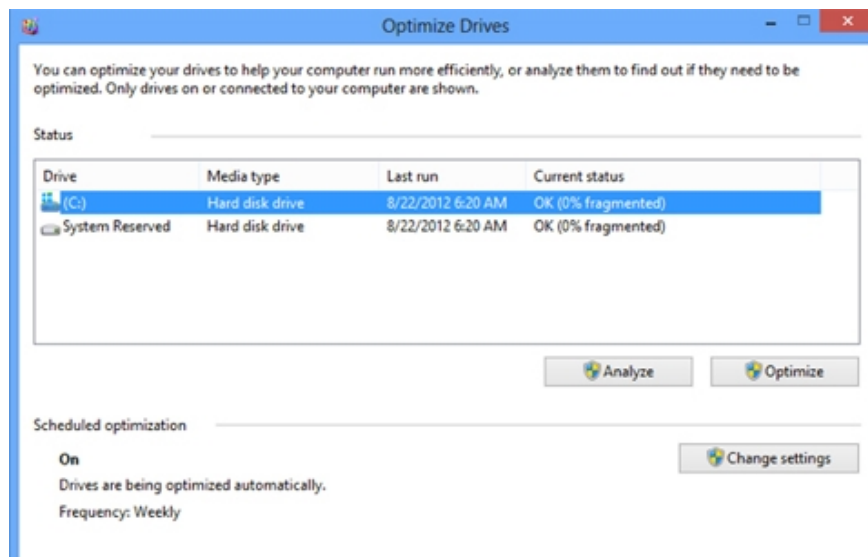 Optimize Drives
You can optimize your drives to help your computer run more efficiently, or analyze them to find out if they need to be
optimized. Only drives on or connected to your computer are shown.
Status
Drive Media type Last run Current status
(C:) Hard disk drive 8/22/2012 6:20 AM OK (0% fragmented)
System Reserved Hard disk drive 8/22/2012 6:20 AM OK (0% fragmented)
Analyze Optimize
Scheduled optimization
On
Change settings
Drives are being optimized automatically.
Frequency: Weekly